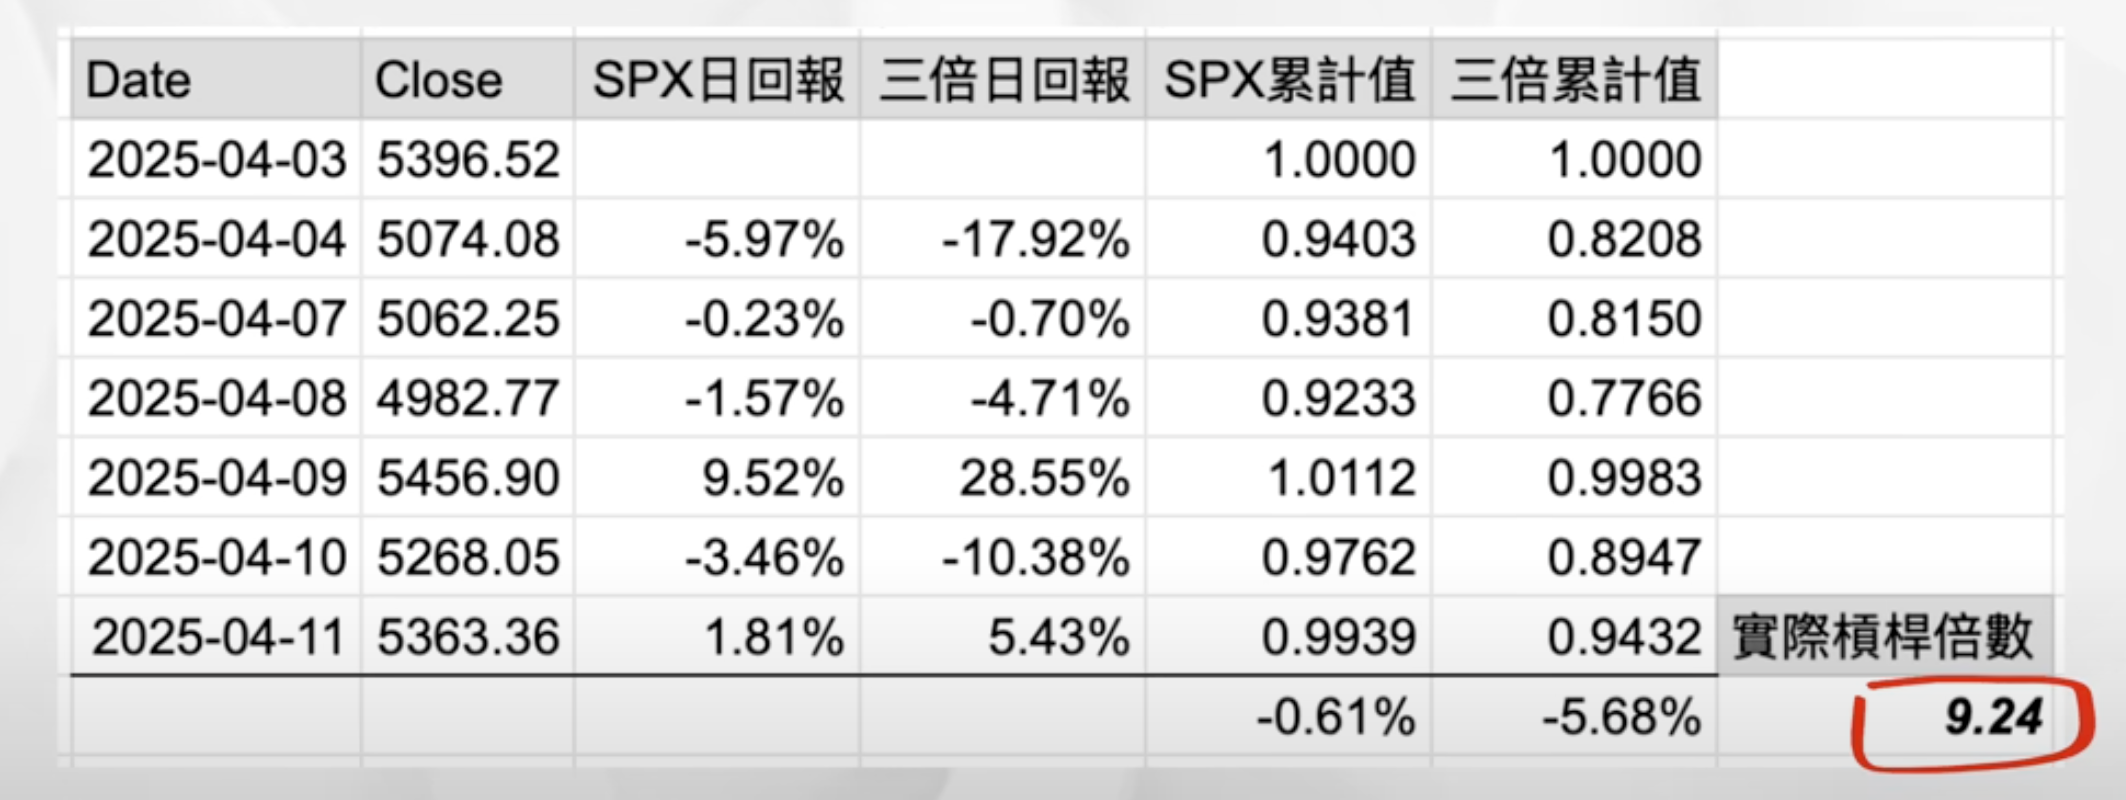 Date Close SPX日回報 三倍日回報 SPX累計值 三倍累計值
2025-04-03 5396.52 1.0000 1.0000
2025-04-04 5074.08 -5.97% -17.92% 0.9403 0.8208
2025-04-07 5062.25 -0.23% -0.70% 0.9381 0.8150
2025-04-08 4982.77 -1.57% -4.71% 0.9233 0.7766
2025-04-09 5456.90 9.52% 28.55% 1.0112 0.9983
2025-04-10 5268.05 -3.46% -10.38% 0.9762 0.8947
2025-04-11 5363.36 1.81% 5.43% 0.9939 0.9432 實際槓桿倍數
-0.61% -5.68% 9.24